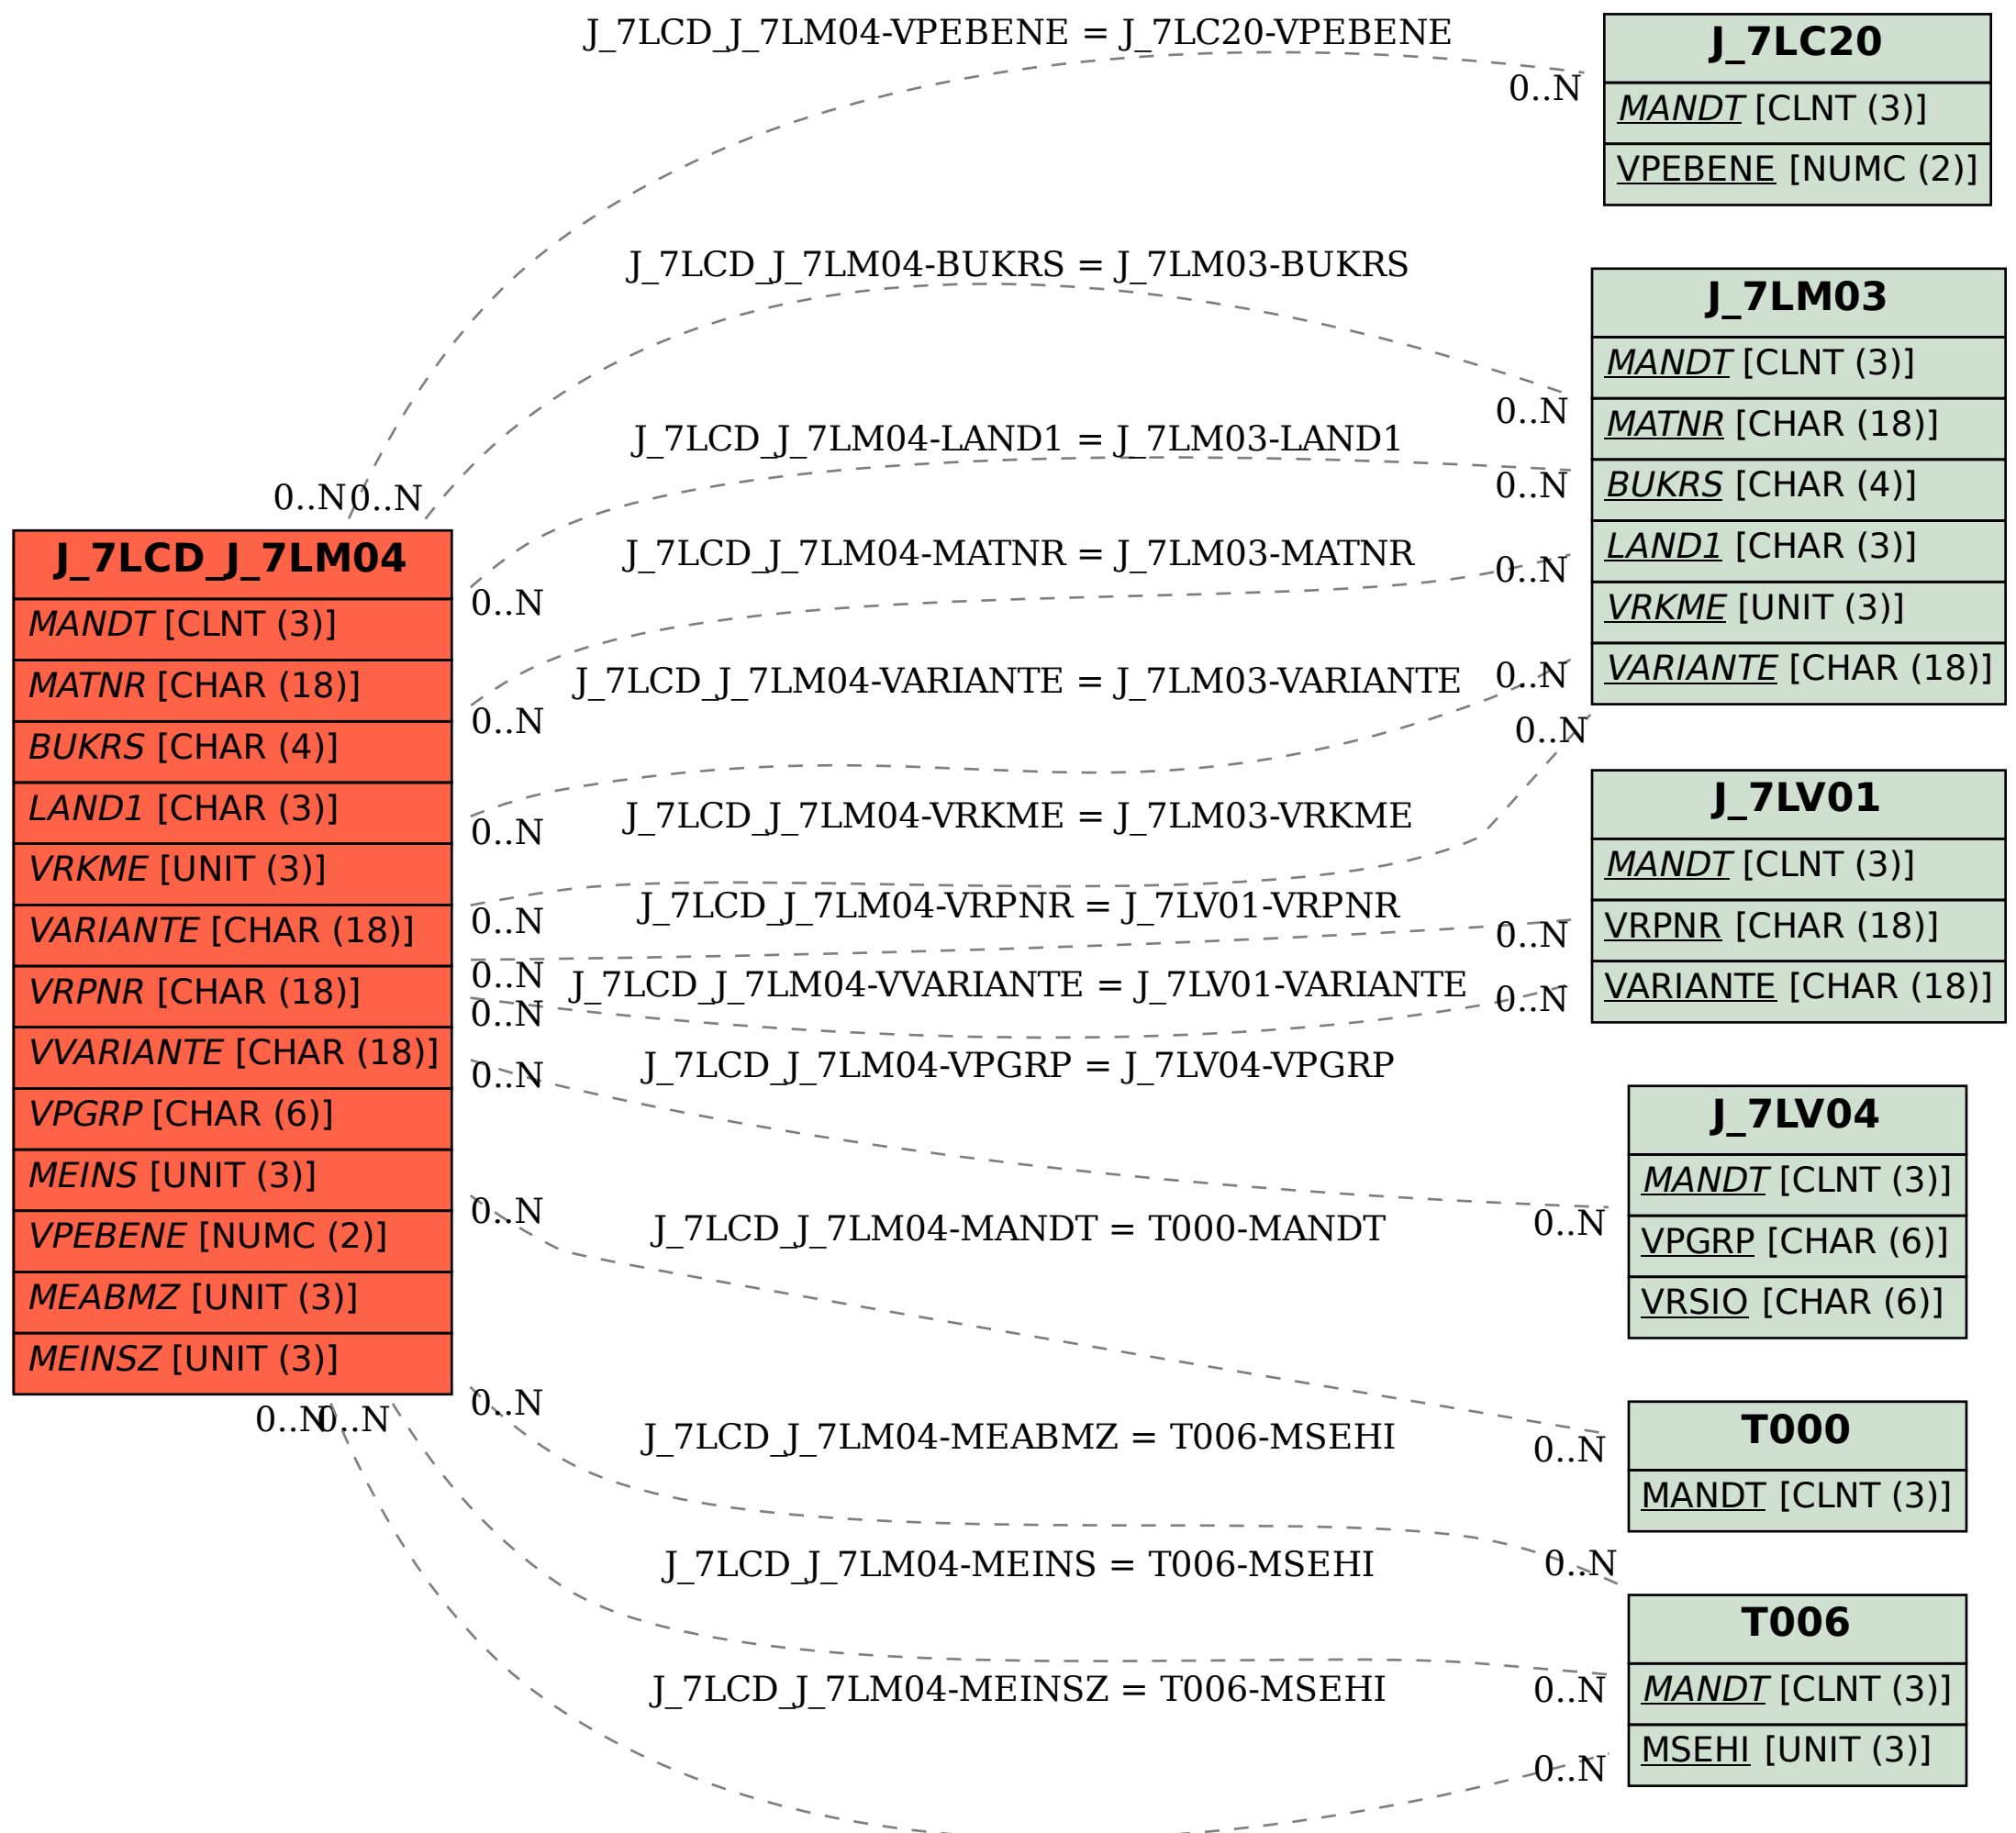 J_7LCD_J_7LM04-VPEBENE = J_7LC20-VPEBENE
0..N
J_7LC20
MANDT [CLNT (3)]
VPEBENE [NUMC (2)]
J_7LCD_J_7LM04-BUKRS = J_7LM03-BUKRS
0..N
J_7LCD_J_7LM04-LAND1 = J_7LM03-LAND1
0..N
J_7LCD_J_7LM04-MATNR = J_7LM03-MATNR
0..N
J_7LCD_J_7LM04-VARIANTE = J_7LM03-VARIANTE
0..N
0..N
J_7LM03
MANDT [CLNT (3)]
MATNR [CHAR (18)]
BUKRS [CHAR (4)]
LAND1 [CHAR (3)]
VRKME [UNIT (3)]
VARIANTE [CHAR (18)]
0..N
0..N
J_7LCD_J_7LM04
MANDT [CLNT (3)]
MATNR [CHAR (18)]
BUKRS [CHAR (4)]
LAND1 [CHAR (3)]
VRKME [UNIT (3)]
VARIANTE [CHAR (18)]
VRPNR [CHAR (18)]
VVARIANTE [CHAR (18)]
VPGRP [CHAR (6)]
MEINS [UNIT (3)]
VPEBENE [NUMC (2)]
MEABMZ [UNIT (3)]
MEINSZ [UNIT (3)]
0..N
0..N
0..N
0..N
0..N
0..N
0..N
0..N
0..N
0..N
0..N
J_7LCD_J_7LM04-VRKME = J_7LM03-VRKME
J_7LCD_J_7LM04-VRPNR = J_7LV01-VRPNR
0..N
J_7LCD_J_7LM04-VVARIANTE = J_7LV01-VARIANTE
0..N
J_7LV01
MANDT [CLNT (3)]
VRPNR [CHAR (18)]
VARIANTE [CHAR (18)]
J_7LCD_J_7LM04-VPGRP = J_7LV04-VPGRP
0..N
J_7LV04
MANDT [CLNT (3)]
VPGRP [CHAR (6)]
VRSIO [CHAR (6)]
J_7LCD_J_7LM04-MANDT = T000-MANDT
0..N
T000
MANDT [CLNT (3)]
J_7LCD_J_7LM04-MEABMZ = T006-MSEHI
0..N
J_7LCD_J_7LM04-MEINS = T006-MSEHI
0..N
J_7LCD_J_7LM04-MEINSZ = T006-MSEHI
0..N
T006
MANDT [CLNT (3)]
MSEHI [UNIT (3)]